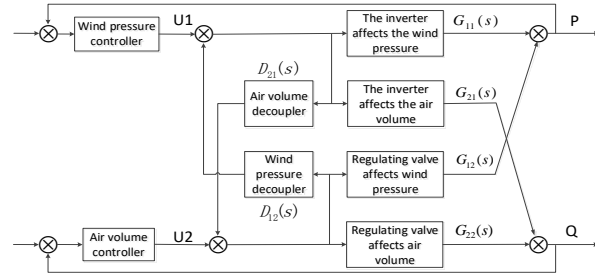 Wind pressure
controller
U1
The inverter
affects the wind
pressure
G₁₁(s)
P
D₂₁(s)
Air volume
decoupler
The inverter
affects the air
volume
G₂₁(s)
Wind
pressure
decoupler
Regulating valve
affects wind
pressure
G₁₂(s)
D₁₂(s)
Air volume
controller
U2
Regulating valve
affects air
volume
G₂₂(s)
Q